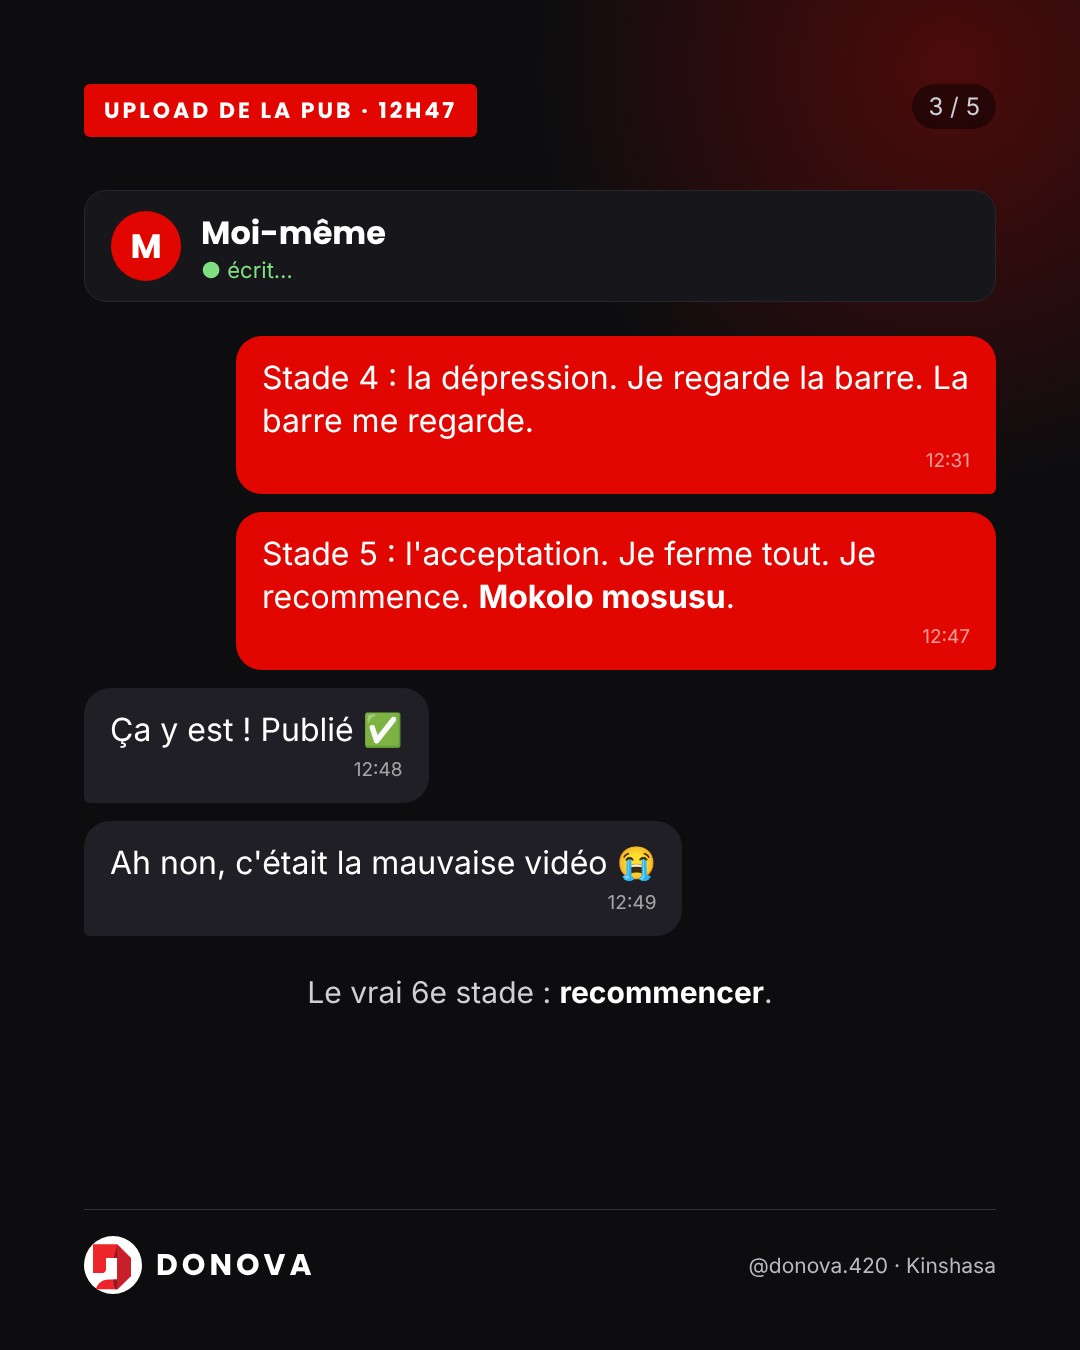 UPLOAD DE LA PUB · 12H47
3 / 5
M
Moi-même
écrit...
Stade 4 : la dépression. Je regarde la barre. La
barre me regarde.
12:31
Stade 5 : l'acceptation. Je ferme tout. Je
recommence. Mokolo mosusu.
12:47
Ça y est ! Publié ✅
12:48
Ah non, c'était la mauvaise vidéo 😭
12:49
Le vrai 6e stade : recommencer.
DONOVA
@donova.420 · Kinshasa